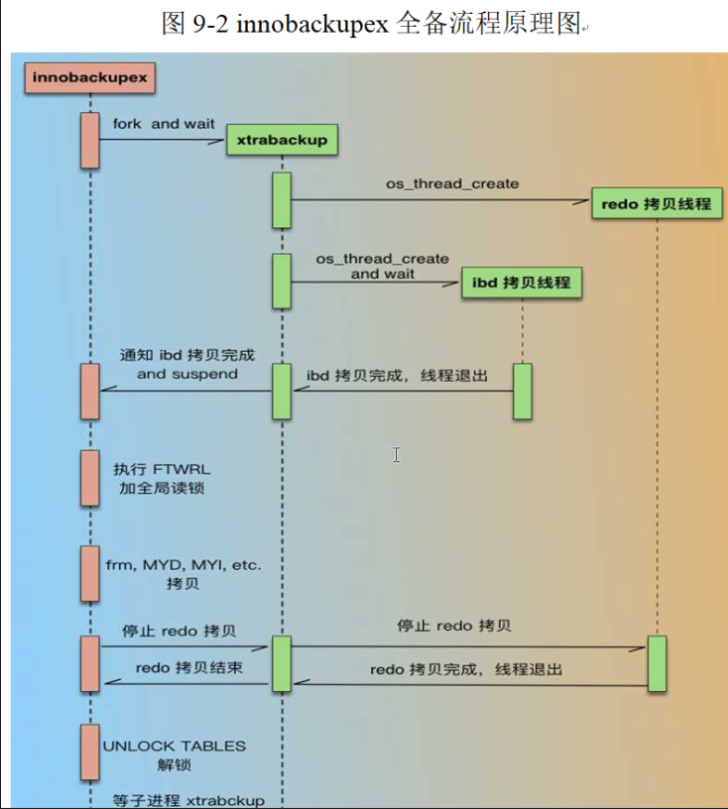 图 9-2 innobackupex 全备流程原理图
innobackupex
fork and wait
xtrabackup
os_thread_create
redo 拷贝线程
os_thread_create
and wait
ibd 拷贝线程
通知 ibd 拷贝完成
and suspend
ibd 拷贝完成，线程退出
执行 FTWRL
加全局读锁
frm, MYD, MYI, etc.
拷贝
停止 redo 拷贝
停止 redo 拷贝
redo 拷贝结束
redo 拷贝完成，线程退出
UNLOCK TABLES
解锁
等子进程 xtrabckup